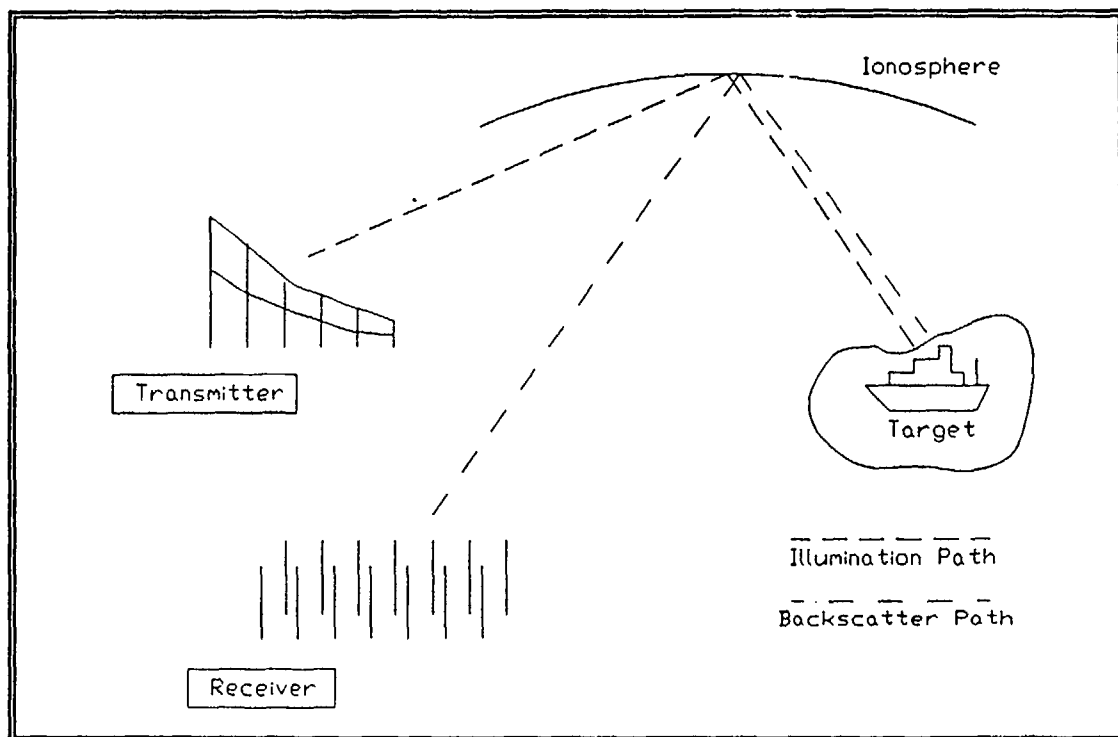 Ionosphere
Transmitter
Target
Illumination Path
Backscatter Path
Receiver